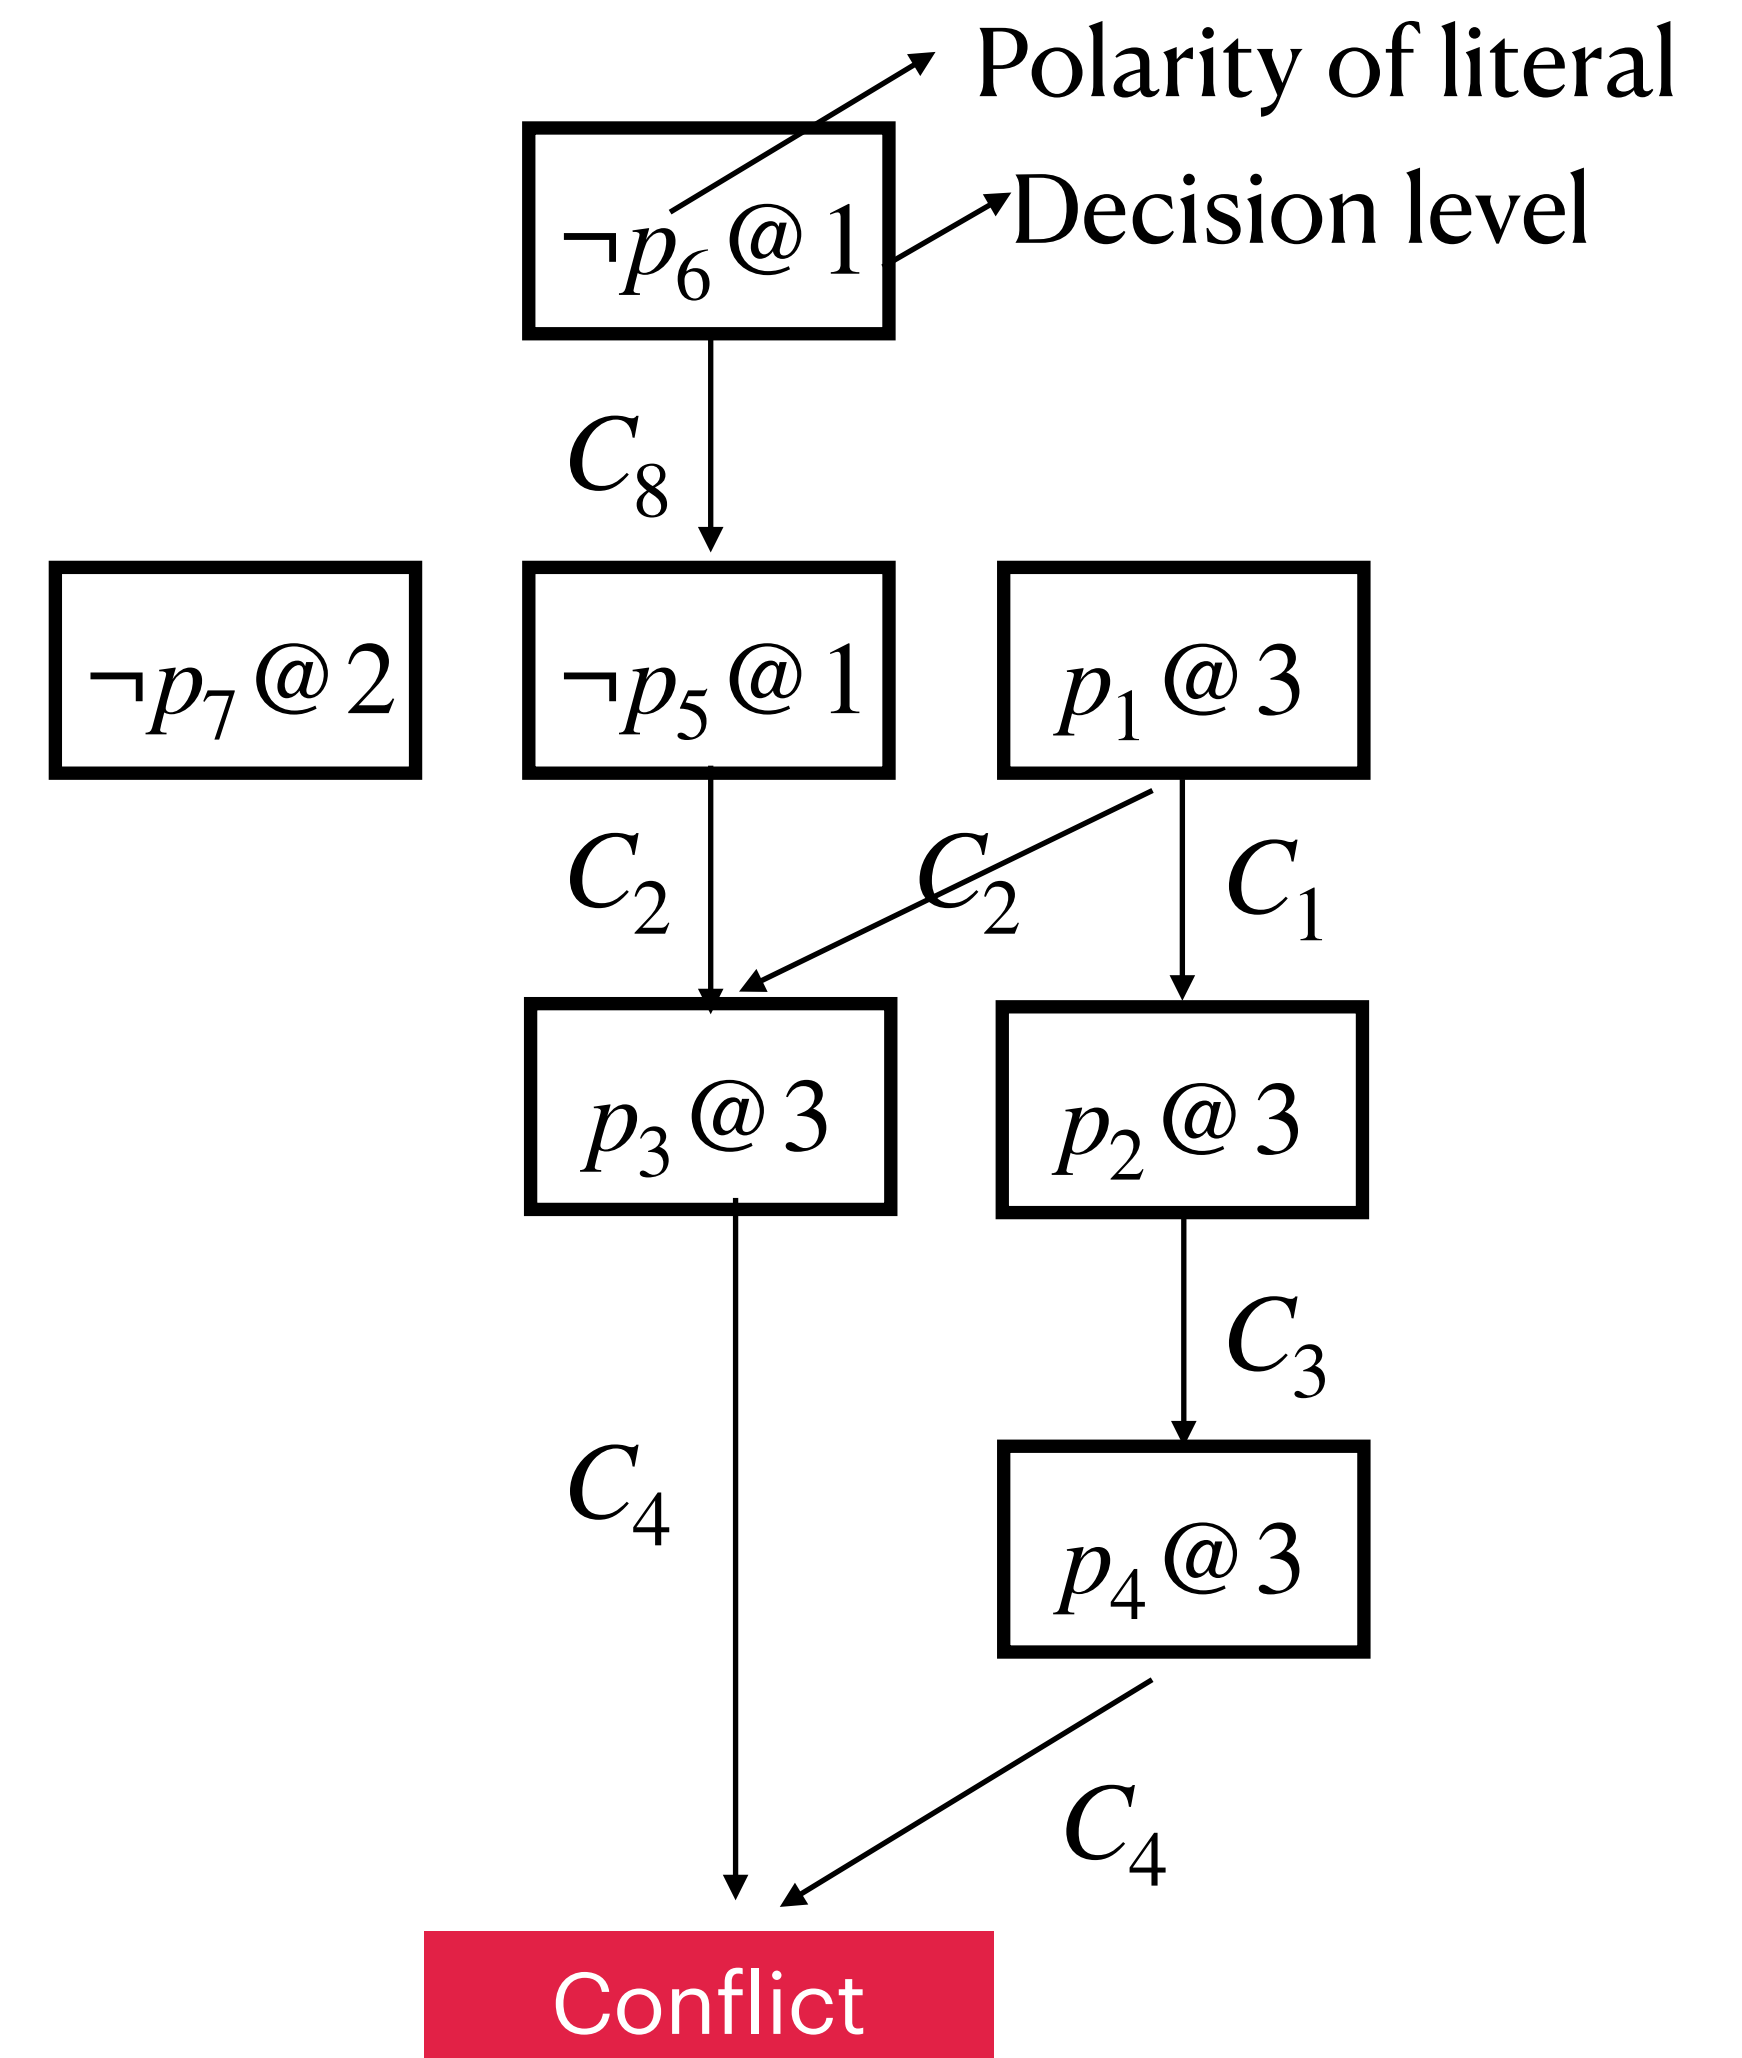 Polarity of literal
Decision level
¬p₆@1
C₈
¬p₇@2
¬p₅@1
p₁@3
C₂
C₂
C₁
p₃@3
p₂@3
C₃
C₄
p₄@3
C₄
Conflict